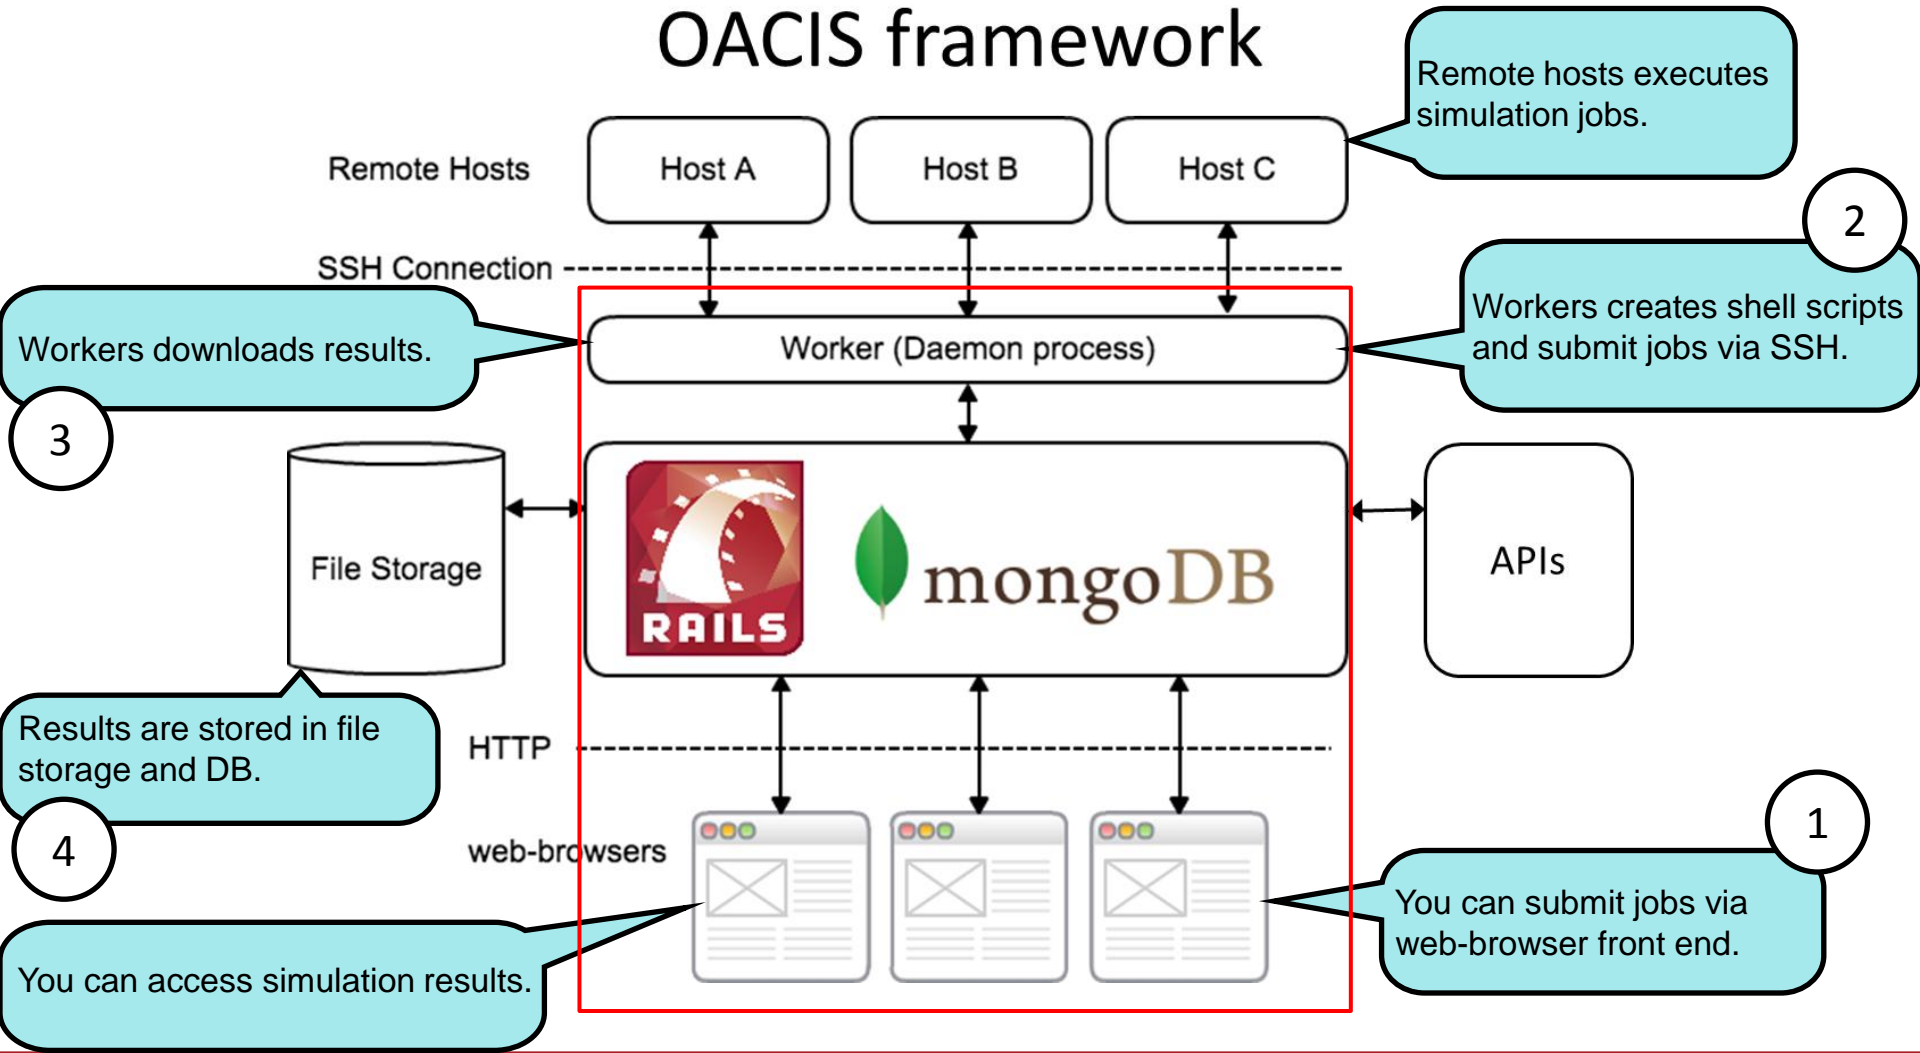 OACIS framework
Remote hosts executes
simulation jobs.
Remote Hosts
Host A
Host B
Host C
2
SSH Connection
Workers creates shell scripts
and submit jobs via SSH.
Workers downloads results.
Worker (Daemon process)
3
File Storage
RAILS
mongoDB
APIs
Results are stored in file
storage and DB.
HTTP
4
web-browsers
1
You can submit jobs via
web-browser front end.
You can access simulation results.